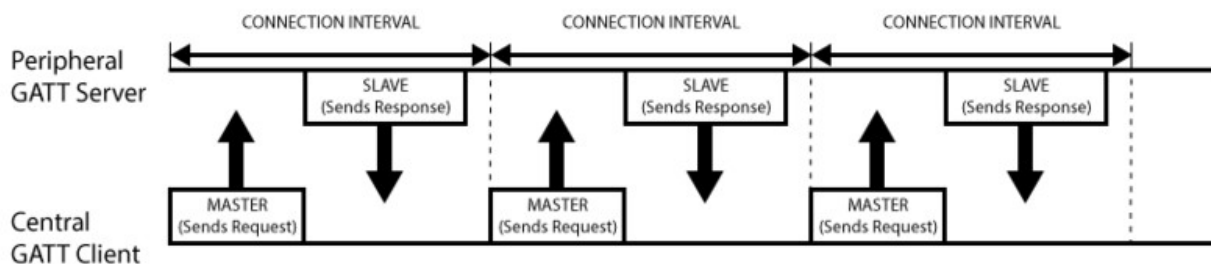 CONNECTION INTERVAL
CONNECTION INTERVAL
CONNECTION INTERVAL
Peripheral
GATT Server
SLAVE
(Sends Response)
SLAVE
(Sends Response)
SLAVE
(Sends Response)
Central
GATT Client
MASTER
(Sends Request)
MASTER
(Sends Request)
MASTER
(Sends Request)